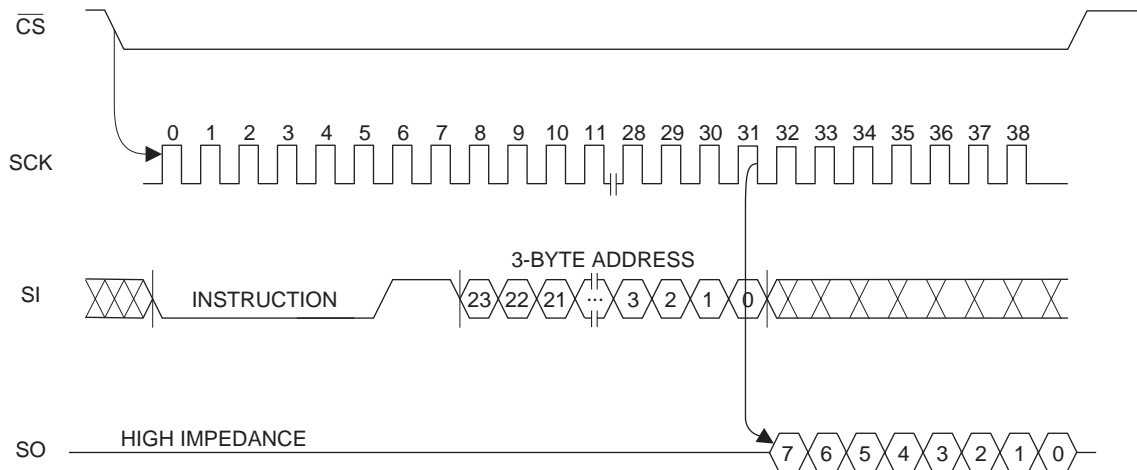 CS
0 1 2 3 4 5 6 7 8 9 10 11 28 29 30 31 32 33 34 35 36 37 38
SCK
3-BYTE ADDRESS
SI INSTRUCTION 23 22 21 ... 3 2 1 0
HIGH IMPEDANCE
SO 7 6 5 4 3 2 1 0